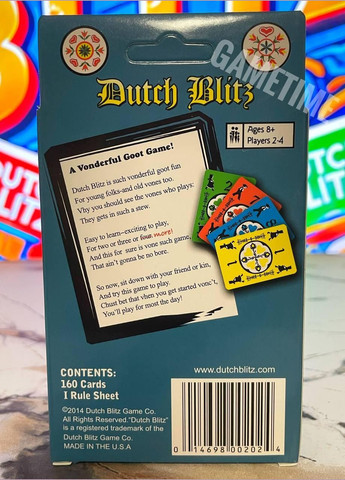 GAMETIM
Dutch Blitz
Ages 8+
Players 2-4
A Vonderful Goot Game!
Dutch Blitz is such vonderful goot fun
For young folks-and old vones too.
Vhy you should see the vones who plays:
They gets in such a stew.
Easy to learn–exciting to play,
For two or three or four more!
And this for sure is vone such game,
That ain't gonna be no bore.
So now, sit down with your friend or kin,
And try this game to play,
Chust bet that vhen you get started vonc't,
You'll play for most the day!
CONTENTS:
160 Cards
1 Rule Sheet
©2014 Dutch Blitz Game Co.
All Rights Reserved. "Dutch Blitz"
is a registered trademark of the
Dutch Blitz Game Co.
MADE IN THE U.S.A
www.dutchblitz.com
0 14698 00202 4